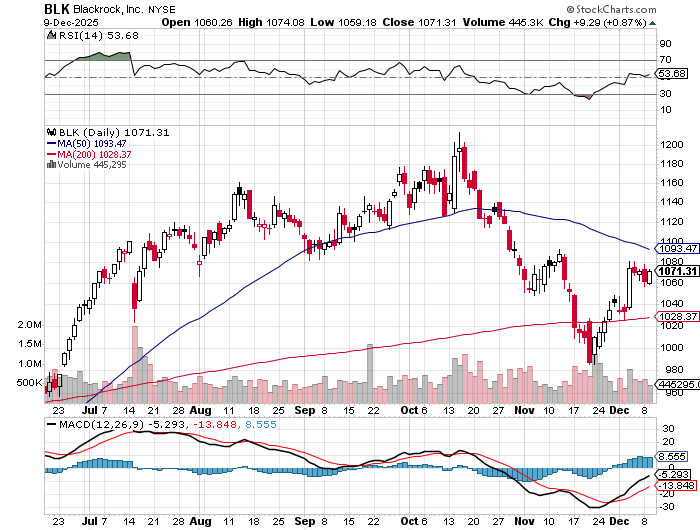 BLK Blackrock, Inc. NYSE
© StockCharts.com
9-Dec-2025
Open 1060.26 High 1074.08 Low 1059.18 Close 1071.31 Volume 445.3K Chg +9.29 (+0.87%)
RSI(14) 53.68
90
70
53.68
50
30
10
BLK (Daily) 1071.31
MA(50) 1093.47
MA(200) 1028.37
Volume 445,295
1200
1180
1160
1140
1120
1100
1093.47
1080
1071.31
1060
1040
1028.37
1020
1000
980
960
2.0M
1.5M
1.0M
500K
445295.0
23 Jul 7 14 21 28 Aug 11 18 25 Sep 8 15 22 Oct 6 13 20 27 Nov 10 17 24 Dec 8
MACD(12,26,9) -5.293, -13.848, 8.555
30
20
10
8.555
0
-5.293
-13.848
-20
-30
23 Jul 7 14 21 28 Aug 11 18 25 Sep 8 15 22 Oct 6 13 20 27 Nov 10 17 24 Dec 8